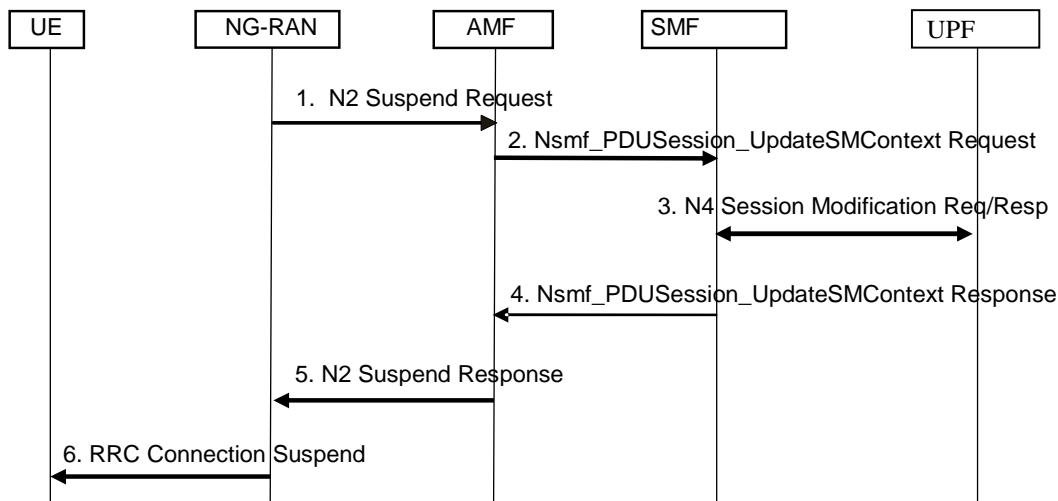 UE
NG-RAN
AMF
SMF
UPF
1. N2 Suspend Request
2. Nsmf_PDUSession_UpdateSMContext Request
3. N4 Session Modification Req/Resp
4. Nsmf_PDUSession_UpdateSMContext Response
5. N2 Suspend Response
6. RRC Connection Suspend